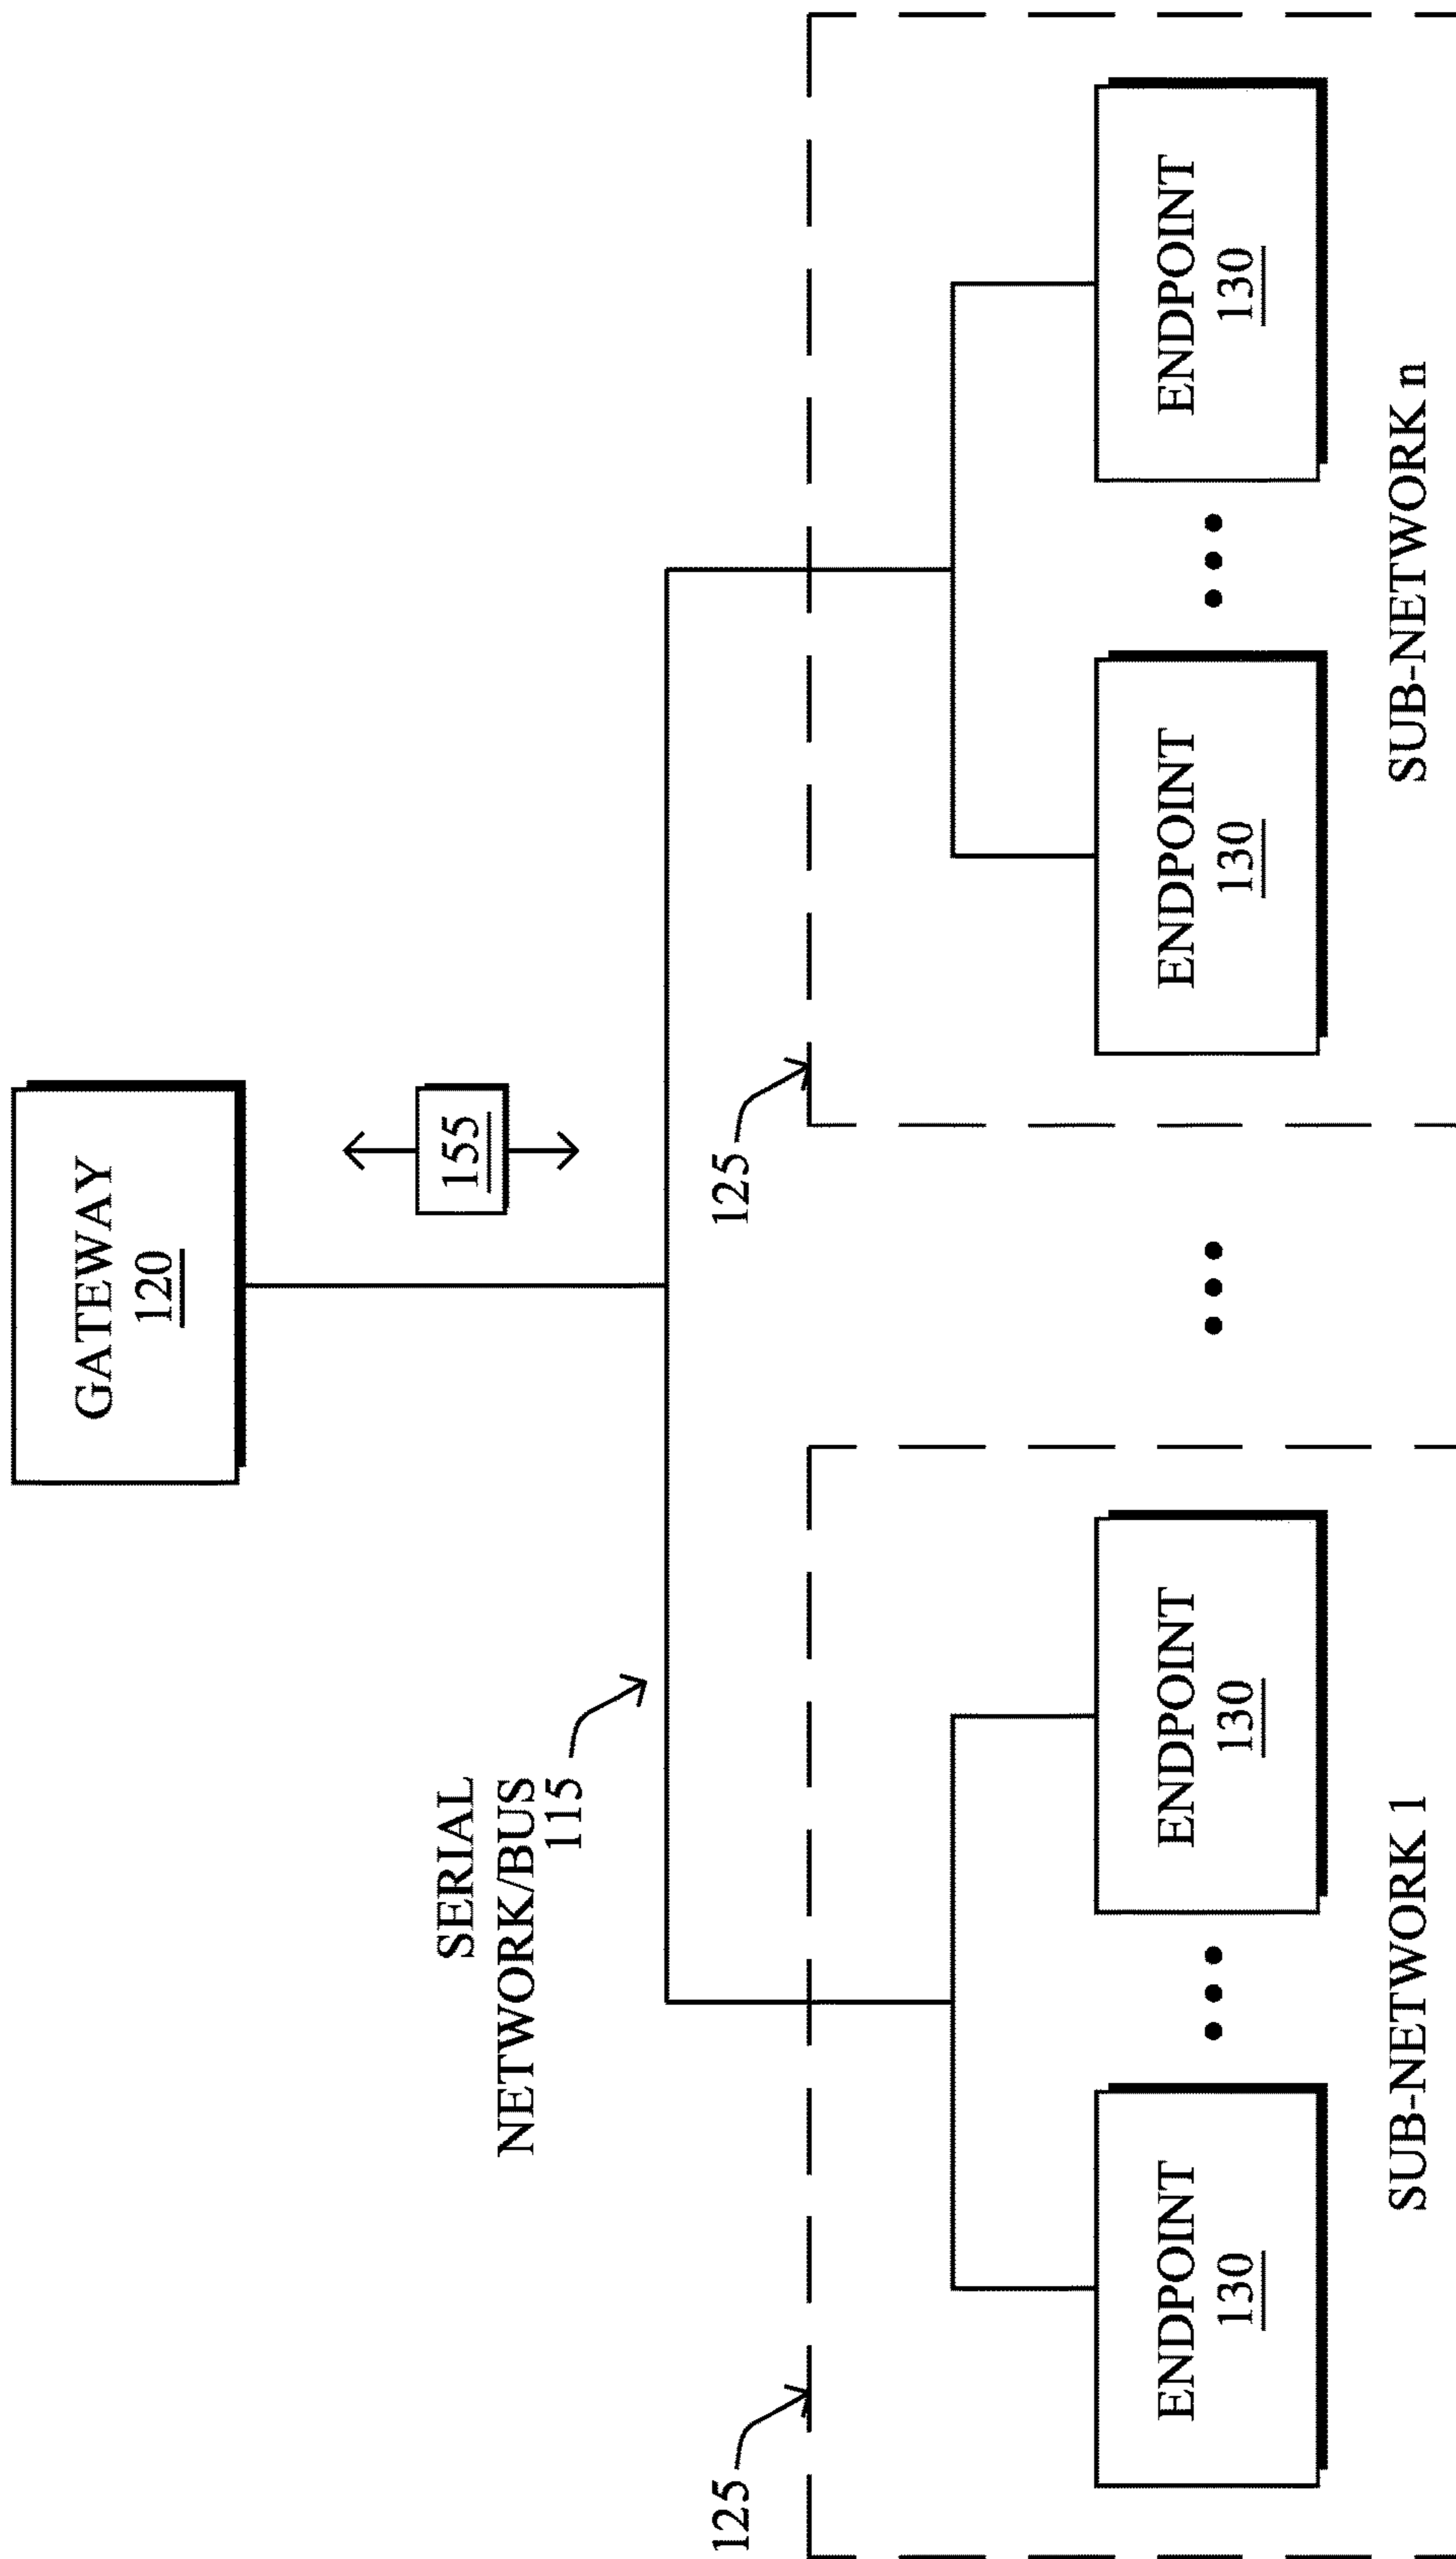 GATEWAY
120
155
SERIAL
NETWORK/BUS
115
125
125
ENDPOINT
130
ENDPOINT
130
ENDPOINT
130
ENDPOINT
130
SUB-NETWORK 1
SUB-NETWORK n